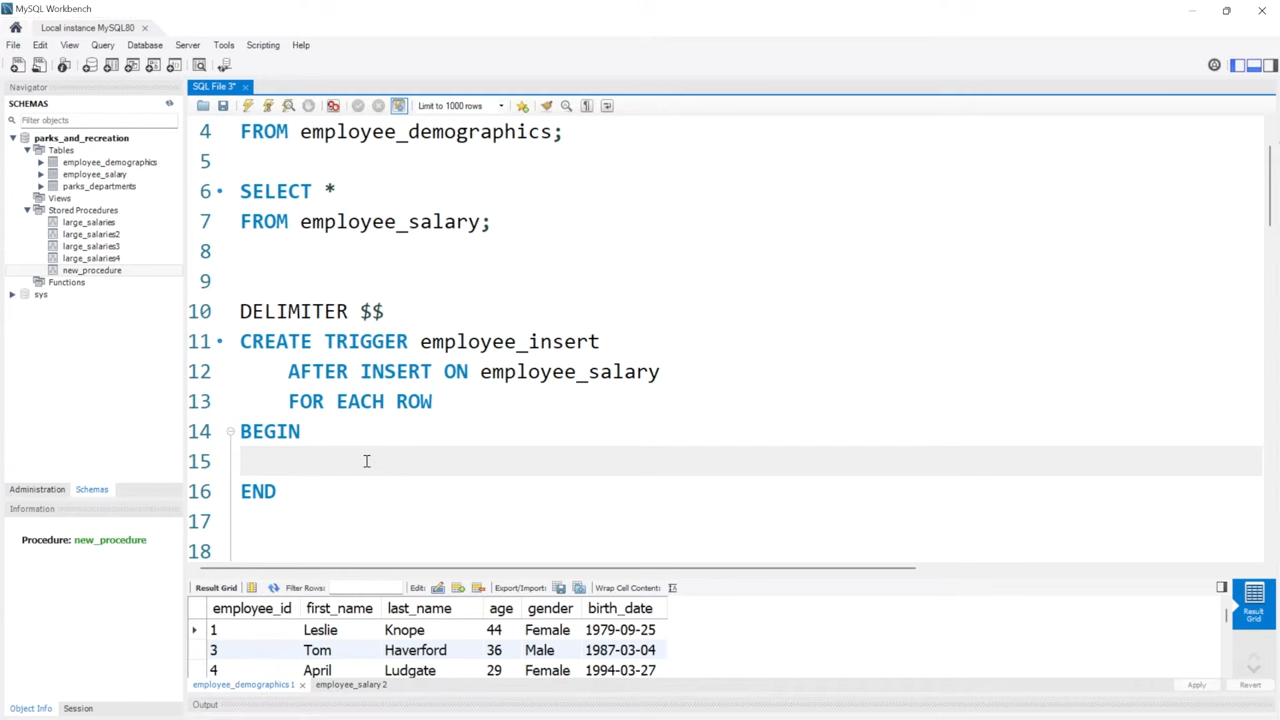 MySQL Workbench
Local instance MySQL80
File Edit View Query Database Server Tools Scripting Help
Navigator
SQL File 3*
SCHEMAS
Limit to 1000 rows
Filter objects
parks_and_recreation
Tables
employee_demographics
employee_salary
parks_departments
Views
Stored Procedures
large_salaries
large_salaries2
large_salaries3
large_salaries4
new_procedure
Functions
sys
4 FROM employee_demographics;
5
6 SELECT *
7 FROM employee_salary;
8
9
10 DELIMITER $$
11 CREATE TRIGGER employee_insert
12 AFTER INSERT ON employee_salary
13 FOR EACH ROW
14 BEGIN
15
16 END
17
18
Administration Schemas
Information
Procedure: new_procedure
Result Grid Filter Rows: Edit: Export/Import: Wrap Cell Content:
employee_id first_name last_name age gender birth_date
1 Leslie Knope 44 Female 1979-09-25
3 Tom Haverford 36 Male 1987-03-04
4 April Ludgate 29 Female 1994-03-27
Result Grid
employee_demographics 1 employee_salary 2 Apply Revert
Output
Object Info Session